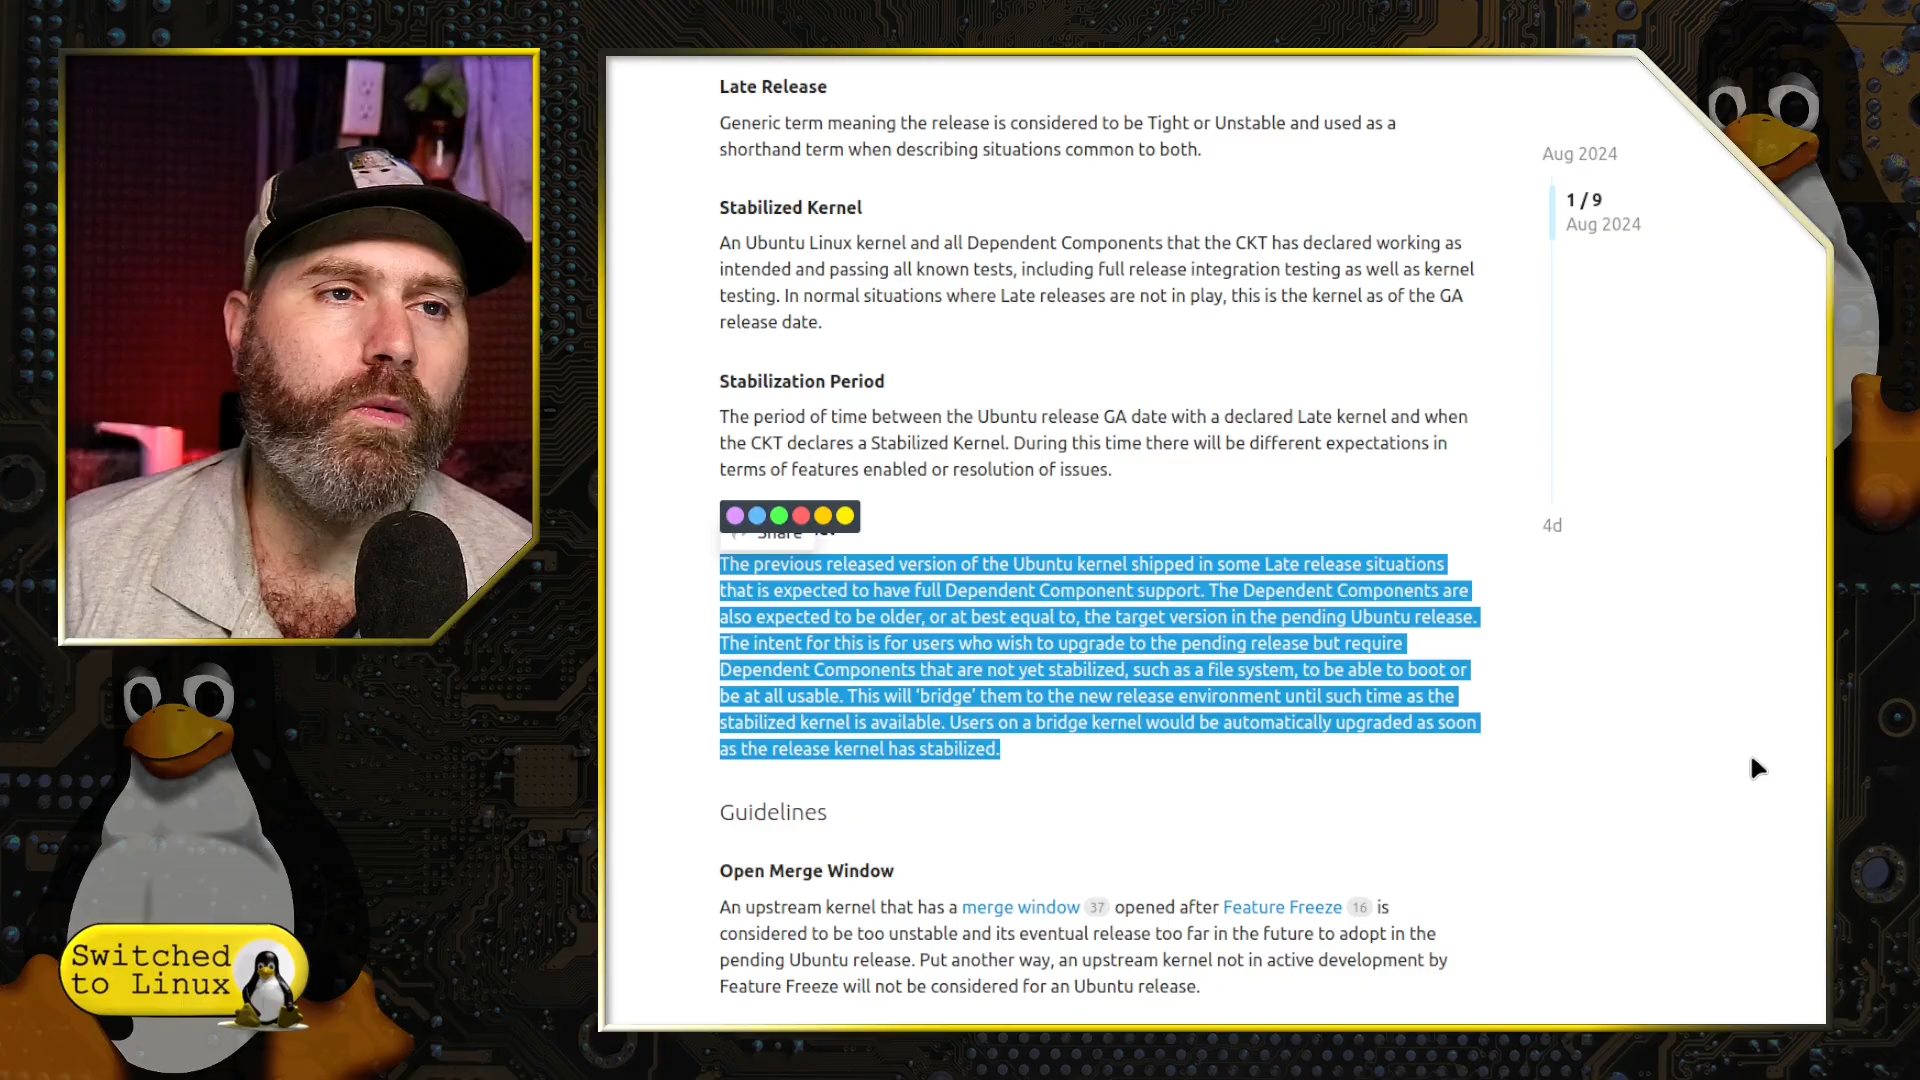 Late Release
Generic term meaning the release is considered to be Tight or Unstable and used as a
shorthand term when describing situations common to both.
Stabilized Kernel
An Ubuntu Linux kernel and all Dependent Components that the CKT has declared working as
intended and passing all known tests, including full release integration testing as well as kernel
testing. In normal situations where Late releases are not in play, this is the kernel as of the GA
release date.
Stabilization Period
The period of time between the Ubuntu release GA date with a declared Late kernel and when
the CKT declares a Stabilized Kernel. During this time there will be different expectations in
terms of features enabled or resolution of issues.
Share
The previous released version of the Ubuntu kernel shipped in some Late release situations
that is expected to have full Dependent Component support. The Dependent Components are
also expected to be older, or at best equal to, the target version in the pending Ubuntu release.
The intent for this is for users who wish to upgrade to the pending release but require
Dependent Components that are not yet stabilized, such as a file system, to be able to boot or
be at all usable. This will ‘bridge’ them to the new release environment until such time as the
stabilized kernel is available. Users on a bridge kernel would be automatically upgraded as soon
as the release kernel has stabilized.
Guidelines
Open Merge Window
An upstream kernel that has a merge window 37 opened after Feature Freeze 16 is
considered to be too unstable and its eventual release too far in the future to adopt in the
pending Ubuntu release. Put another way, an upstream kernel not in active development by
Feature Freeze will not be considered for an Ubuntu release.
Aug 2024
1 / 9
Aug 2024
4d
Switched
to Linux